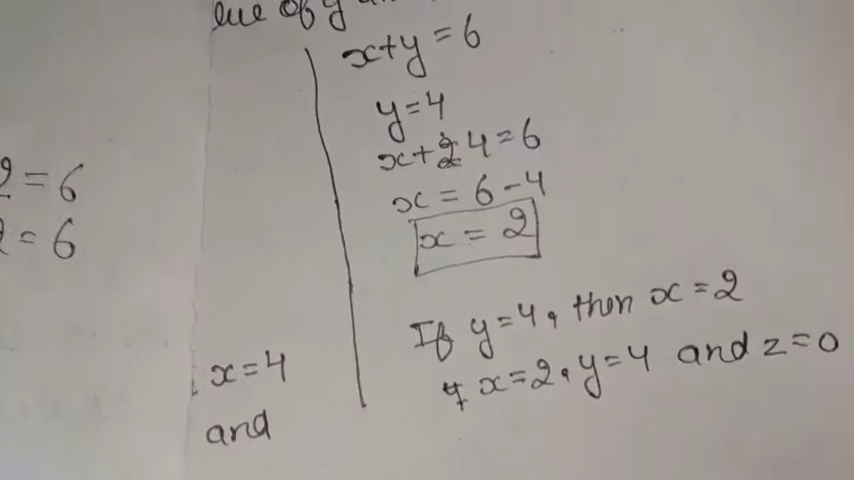 x+y=6
y=4
x+4=6
x=6-4
x=2
If y=4, then x=2
x=2, y=4 and z=0
2=6
=6
x=4
and